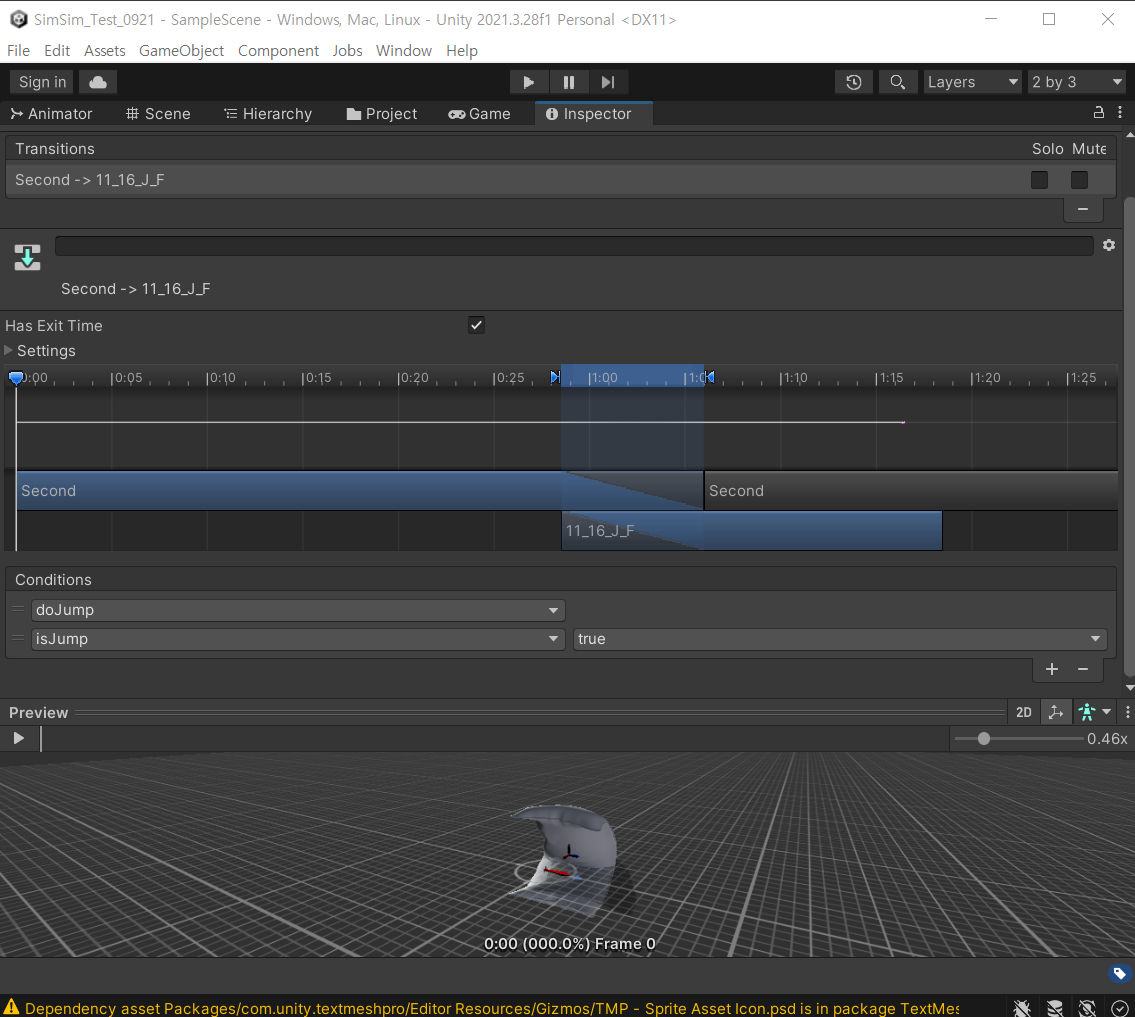 SimSim_Test_0921 - SampleScene - Windows, Mac, Linux - Unity 2021.3.28f1 Personal <DX11>
File Edit Assets GameObject Component Jobs Window Help
Sign in Layers 2 by 3
Animator Scene Hierarchy Project Game Inspector
Transitions Solo Mute
Second -> 11_16_J_F
Second -> 11_16_J_F
Has Exit Time
Settings
0:00 0:05 0:10 0:15 0:20 0:25 1:00 1:0 1:10 1:15 1:20 1:25
Second Second
11_16_J_F
Conditions
doJump
isJump true
Preview 2D
0.46x
0:00 (000.0%) Frame 0
Dependency asset Packages/com.unity.textmeshpro/Editor Resources/Gizmos/TMP - Sprite Asset Icon.psd is in package TextMes